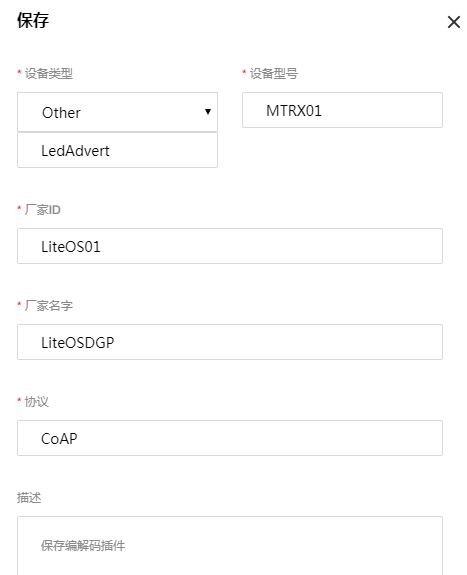 保存
* 设备类型
* 设备型号
Other
MTRX01
LedAdvert
* 厂家ID
LiteOS01
* 厂家名字
LiteOSDGP
* 协议
CoAP
描述
保存编解码插件